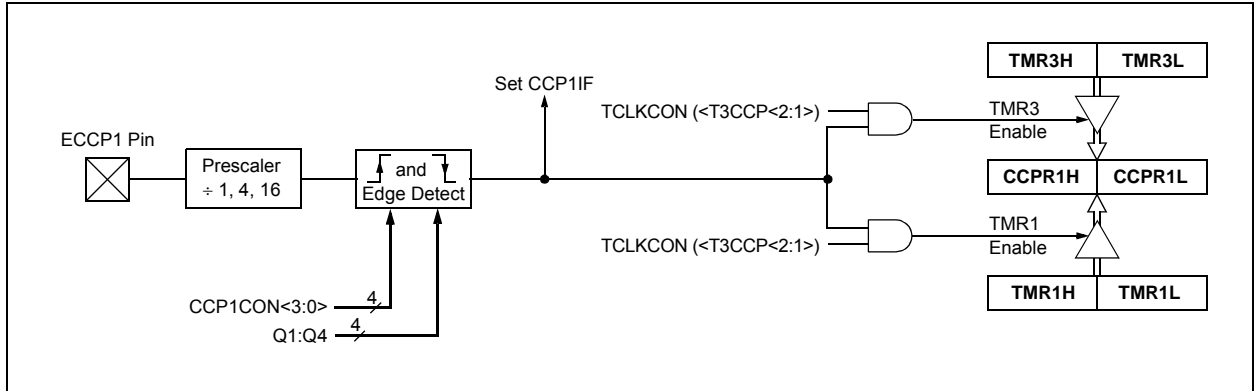 TMR3H TMR3L
Set CCP1IF
TCLKCON (<T3CCP<2:1>)
TMR3
Enable
ECCP1 Pin
Prescaler
÷ 1, 4, 16
and
Edge Detect
CCPR1H CCPR1L
TCLKCON (<T3CCP<2:1>)
TMR1
Enable
CCP1CON<3:0>
4
Q1:Q4
4
TMR1H TMR1L